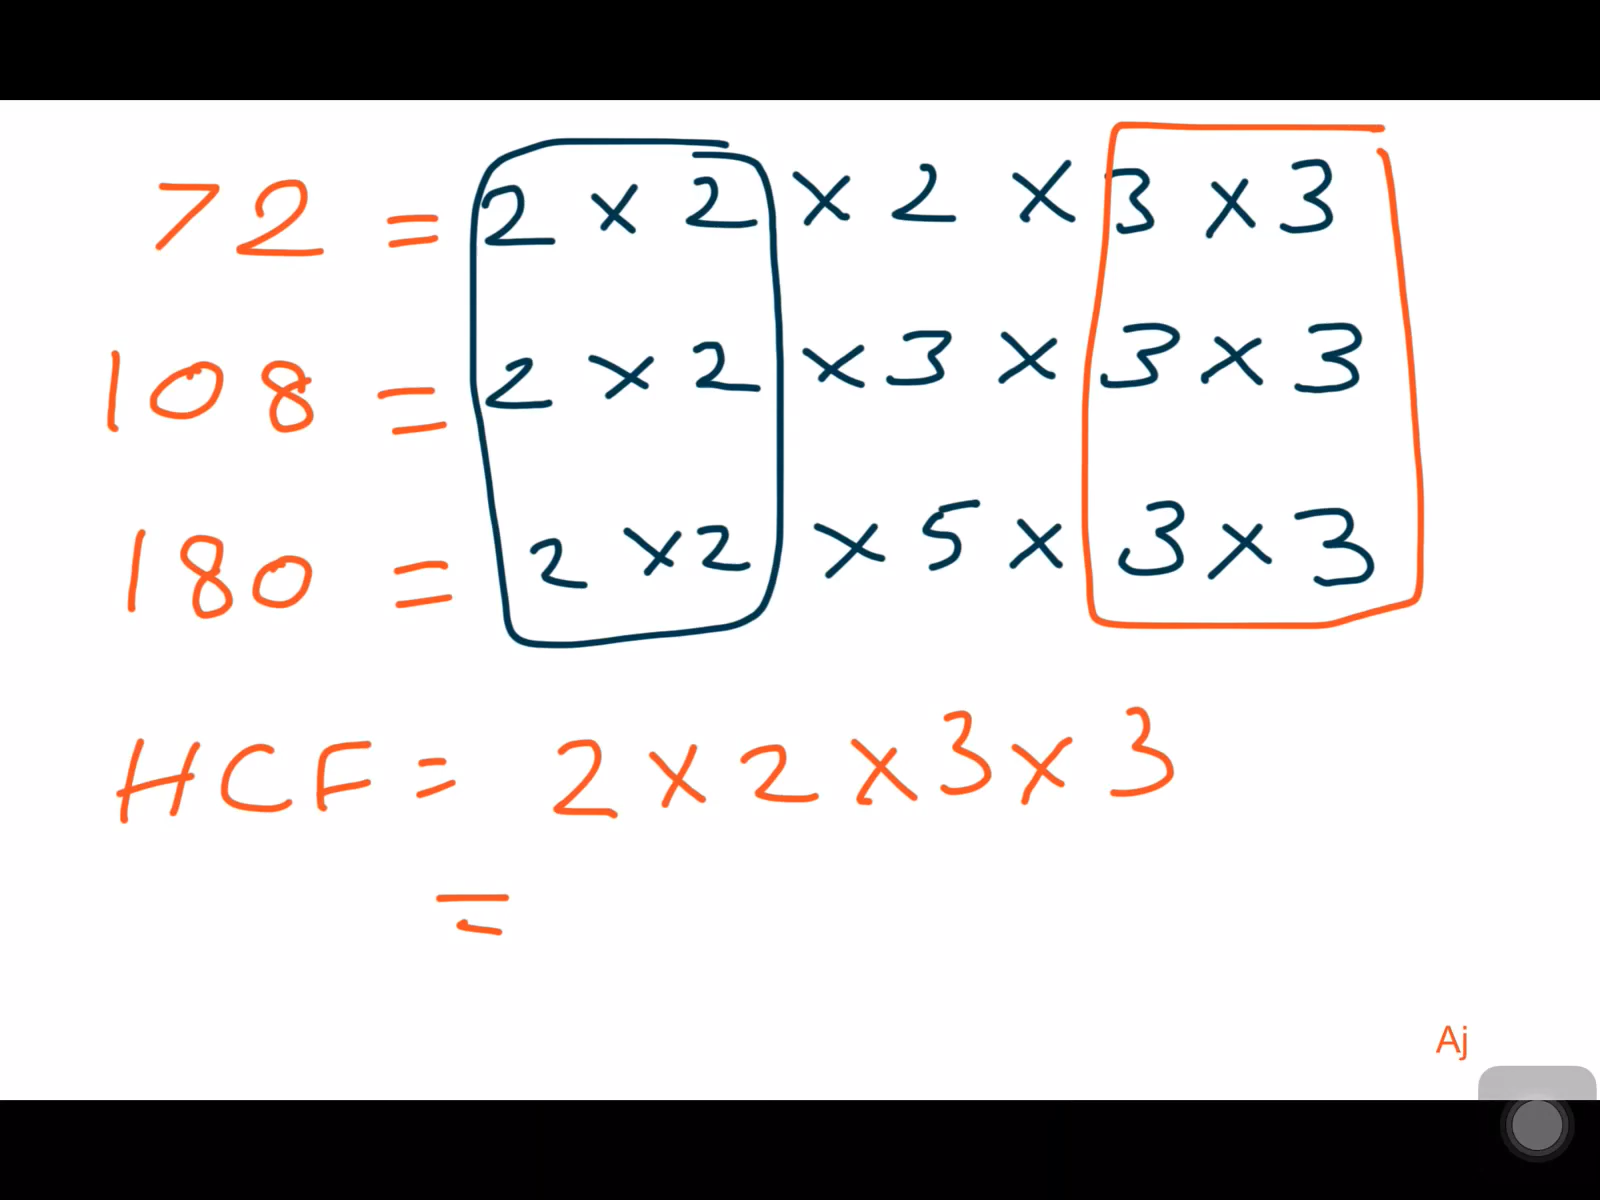 72 = 2 × 2 × 2 × 3 × 3
108 = 2 × 2 × 3 × 3 × 3
180 = 2 × 2 × 5 × 3 × 3
HCF = 2 × 2 × 3 × 3
=
Aj